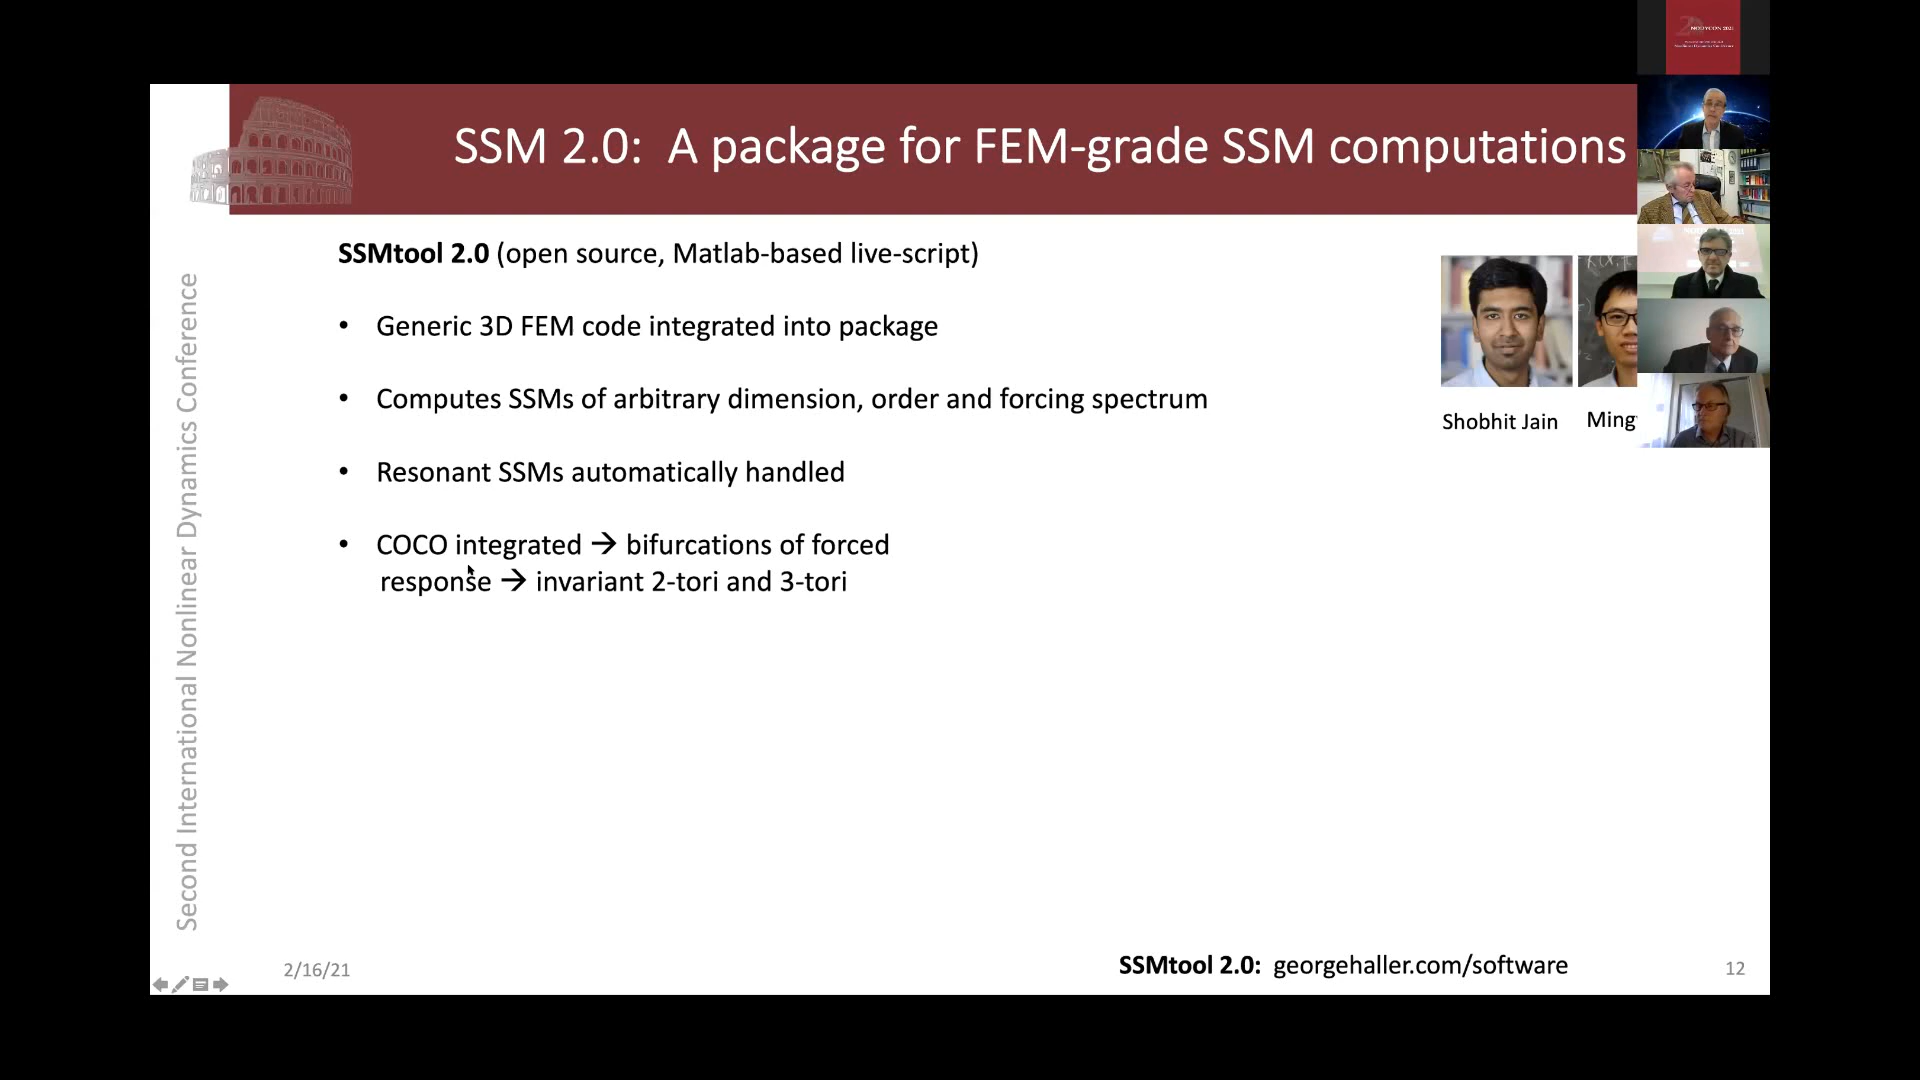 NODYCON 2021
SSM 2.0: A package for FEM-grade SSM computations
SSMtool 2.0 (open source, Matlab-based live-script)
• Generic 3D FEM code integrated into package
• Computes SSMs of arbitrary dimension, order and forcing spectrum
• Resonant SSMs automatically handled
• COCO integrated → bifurcations of forced
response → invariant 2-tori and 3-tori
Shobhit Jain
Ming
Second International Nonlinear Dynamics Conference
2/16/21
SSMtool 2.0: georgehaller.com/software
12